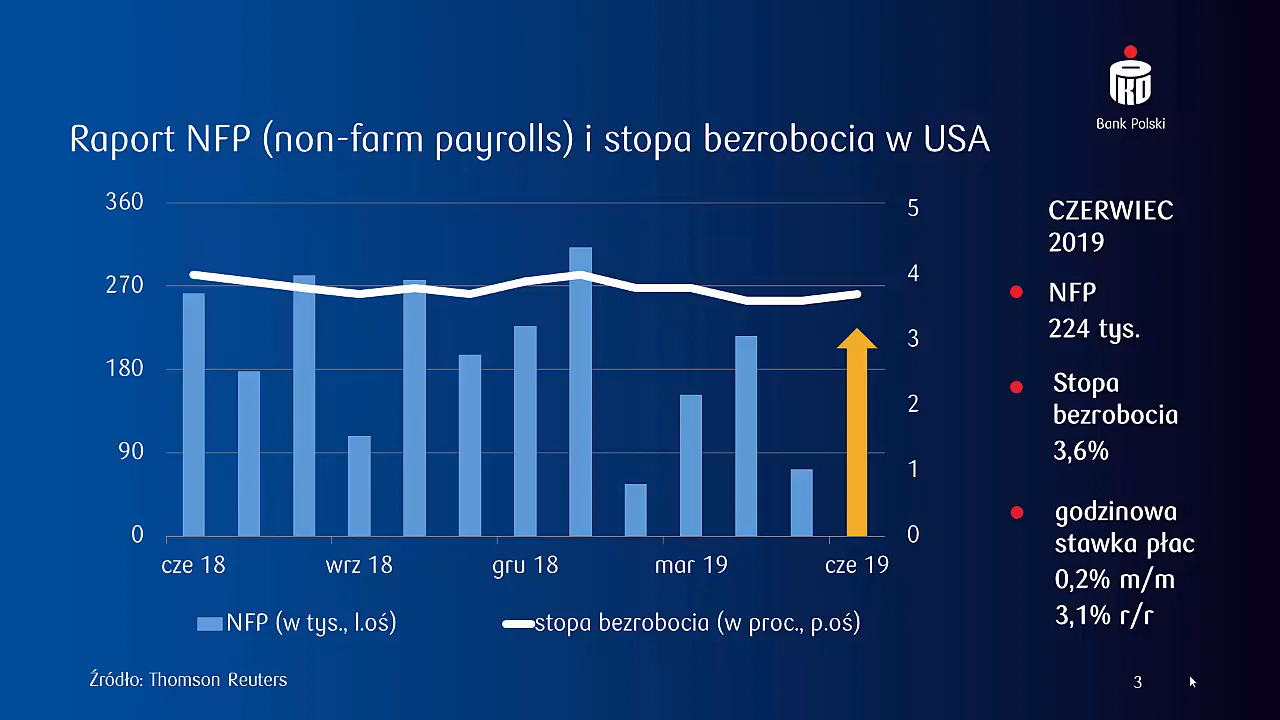 PKO
Bank Polski
Raport NFP (non-farm payrolls) i stopa bezrobocia w USA
360
270
180
90
0
5
4
3
2
1
0
cze 18
wrz 18
gru 18
mar 19
cze 19
NFP (w tys., l.oś)
stopa bezrobocia (w proc., p.oś)
CZERWIEC
2019
NFP
224 tys.
Stopa
bezrobocia
3,6%
godzinowa
stawka płac
0,2% m/m
3,1% r/r
Źródło: Thomson Reuters
3